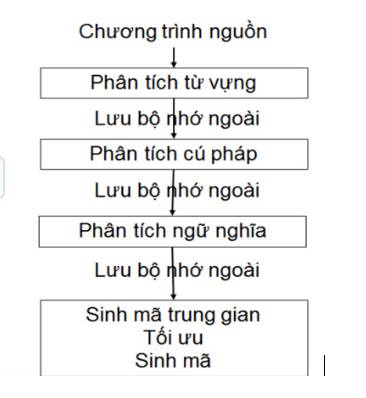 Chương trình nguồn
Phân tích từ vựng
Lưu bộ nhớ ngoài
Phân tích cú pháp
Lưu bộ nhớ ngoài
Phân tích ngữ nghĩa
Lưu bộ nhớ ngoài
Sinh mã trung gian
Tối ưu
Sinh mã